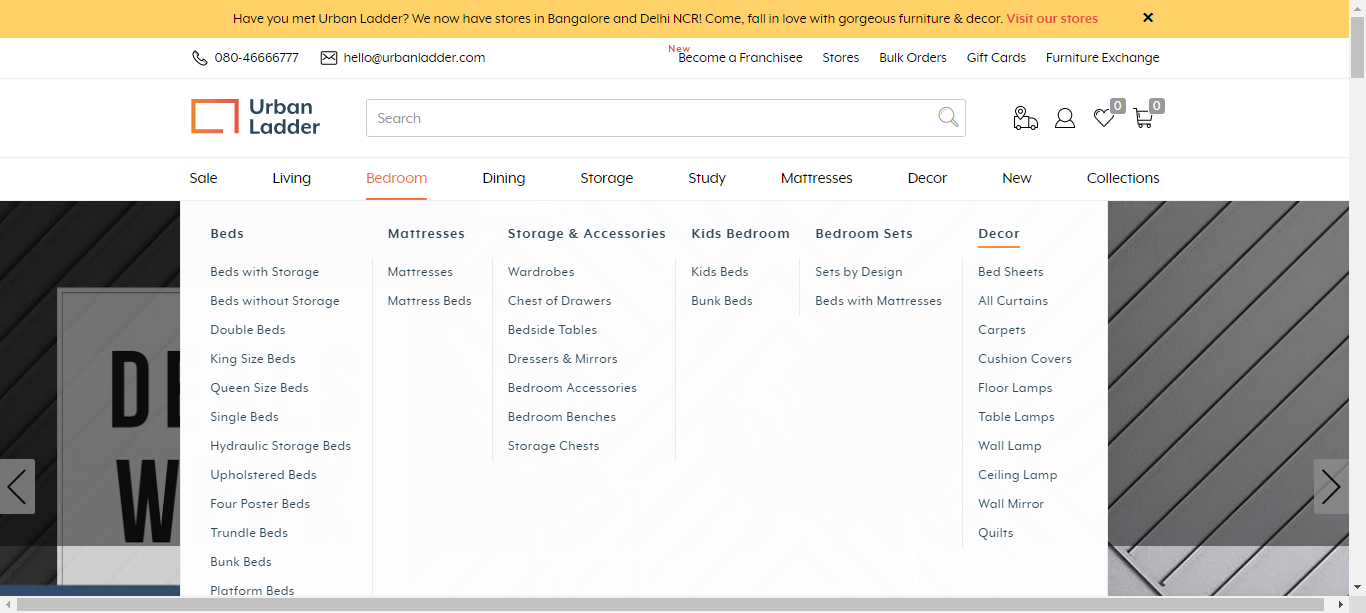 Have you met Urban Ladder? We now have stores in Bangalore and Delhi NCR! Come, fall in love with gorgeous furniture & decor. Visit our stores
080-46666777 hello@urbanladder.com New Become a Franchisee Stores Bulk Orders Gift Cards Furniture Exchange
Urban
Ladder
Search
0
0
Sale Living Bedroom Dining Storage Study Mattresses Decor New Collections
Beds
Beds with Storage
Beds without Storage
Double Beds
King Size Beds
Queen Size Beds
Single Beds
Hydraulic Storage Beds
Upholstered Beds
Four Poster Beds
Trundle Beds
Bunk Beds
Platform Beds
Mattresses
Mattresses
Mattress Beds
Storage & Accessories
Wardrobes
Chest of Drawers
Bedside Tables
Dressers & Mirrors
Bedroom Accessories
Bedroom Benches
Storage Chests
Kids Bedroom
Kids Beds
Bunk Beds
Bedroom Sets
Sets by Design
Beds with Mattresses
Decor
Bed Sheets
All Curtains
Carpets
Cushion Covers
Floor Lamps
Table Lamps
Wall Lamp
Ceiling Lamp
Wall Mirror
Quilts